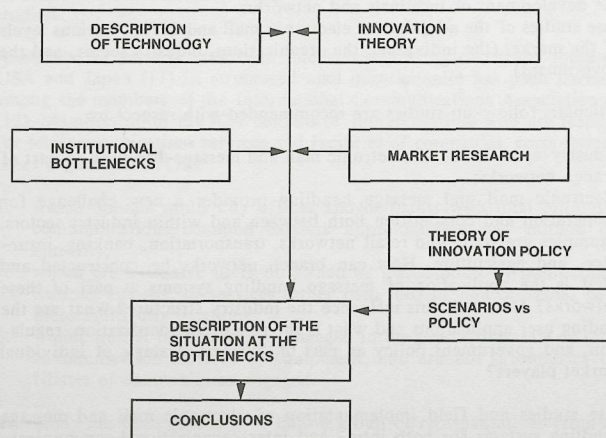 DESCRIPTION
OF TECHNOLOGY
INNOVATION
THEORY
INSTITUTIONAL
BOTTLENECKS
MARKET RESEARCH
THEORY OF
INNOVATION POLICY
SCENARIOS vs
POLICY
DESCRIPTION OF THE
SITUATION AT THE
BOTTLENECKS
CONCLUSIONS